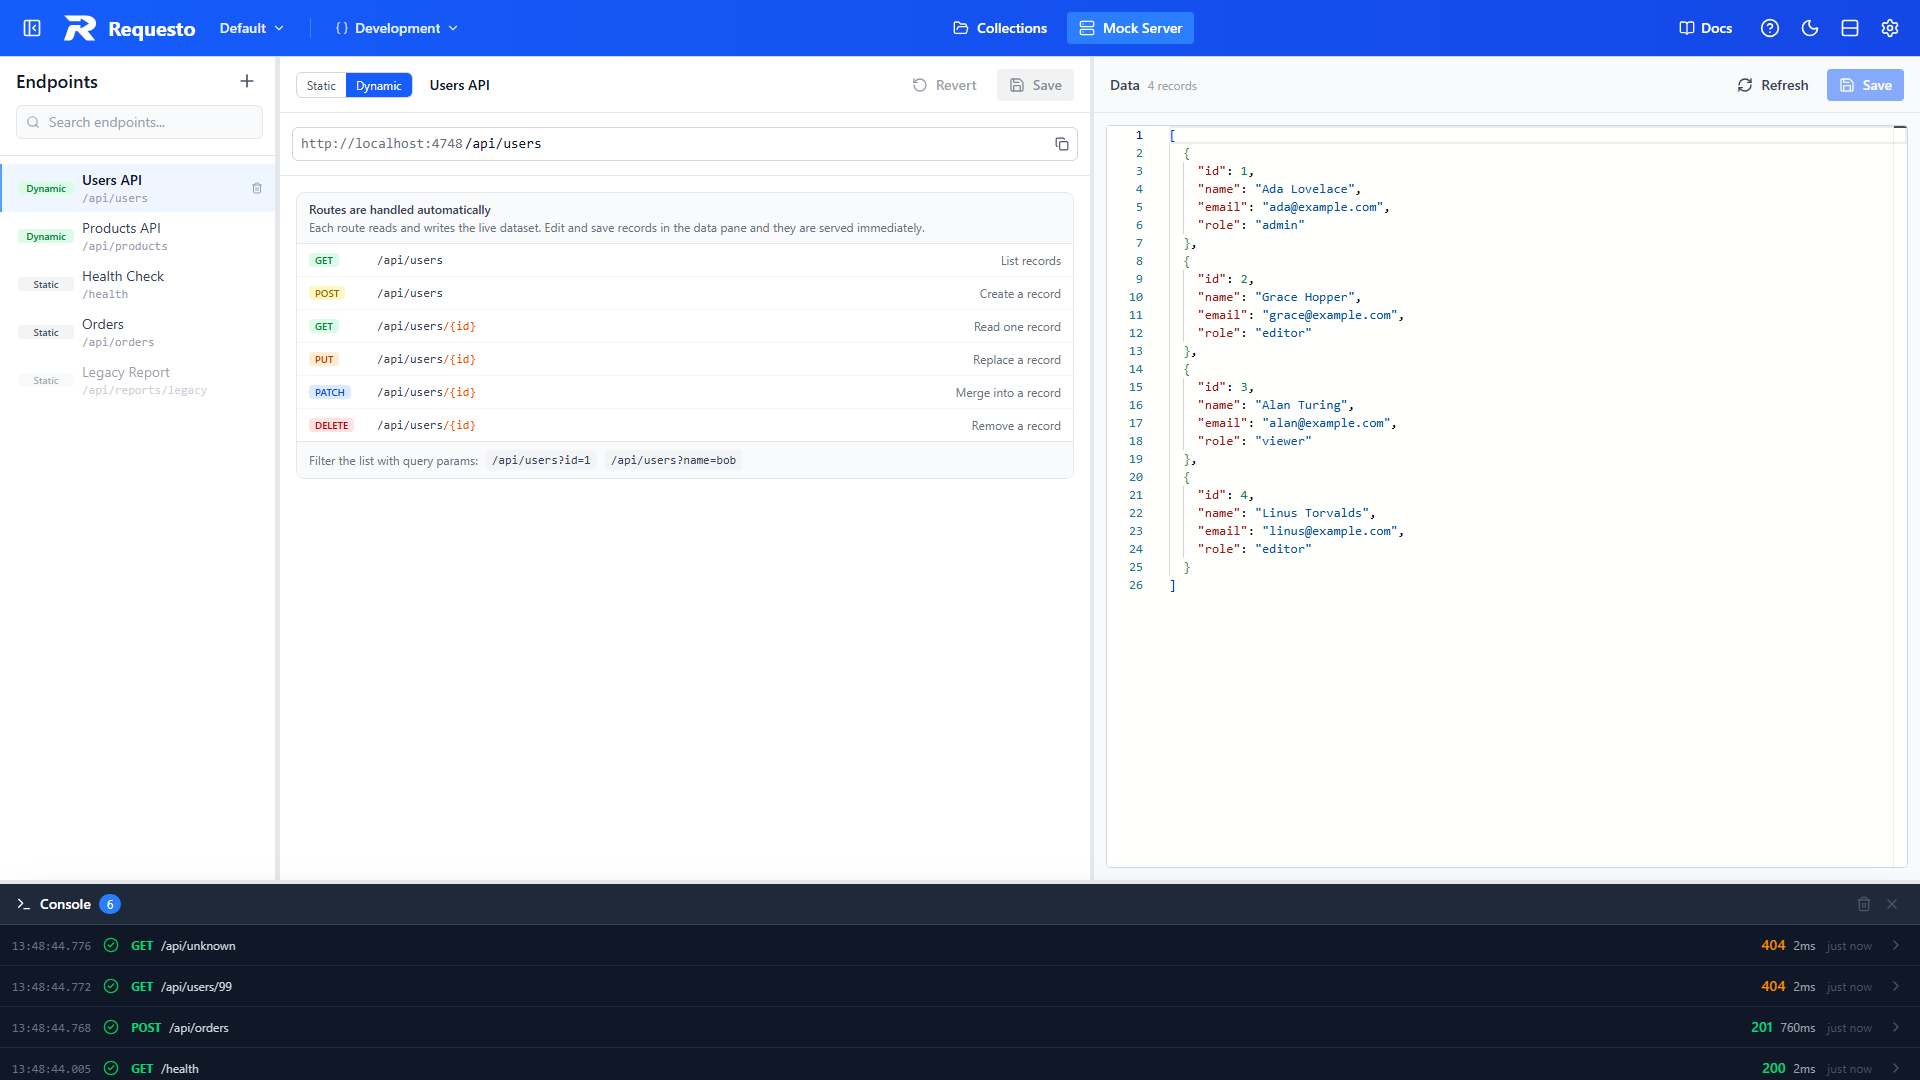 Requesto
Default
{} Development
Collections
Mock Server
Docs
Endpoints
Search endpoints...
Dynamic
Users API
/api/users
Dynamic
Products API
/api/products
Static
Health Check
/health
Static
Orders
/api/orders
Static
Legacy Report
/api/reports/legacy
Static
Dynamic
Users API
Revert
Save
http://localhost:4748/api/users
Routes are handled automatically
Each route reads and writes the live dataset. Edit and save records in the data pane and they are served immediately.
GET /api/users List records
POST /api/users Create a record
GET /api/users/{id} Read one record
PUT /api/users/{id} Replace a record
PATCH /api/users/{id} Merge into a record
DELETE /api/users/{id} Remove a record
Filter the list with query params: /api/users?id=1 /api/users?name=bob
Data 4 records
Refresh
Save
1 [
2 {
3 "id": 1,
4 "name": "Ada Lovelace",
5 "email": "ada@example.com",
6 "role": "admin"
7 },
8 {
9 "id": 2,
10 "name": "Grace Hopper",
11 "email": "grace@example.com",
12 "role": "editor"
13 },
14 {
15 "id": 3,
16 "name": "Alan Turing",
17 "email": "alan@example.com",
18 "role": "viewer"
19 },
20 {
21 "id": 4,
22 "name": "Linus Torvalds",
23 "email": "linus@example.com",
24 "role": "editor"
25 }
26 ]
Console 6
13:48:44.776 GET /api/unknown 404 2ms just now
13:48:44.772 GET /api/users/99 404 2ms just now
13:48:44.768 POST /api/orders 201 760ms just now
13:48:44.005 GET /health 200 2ms just now